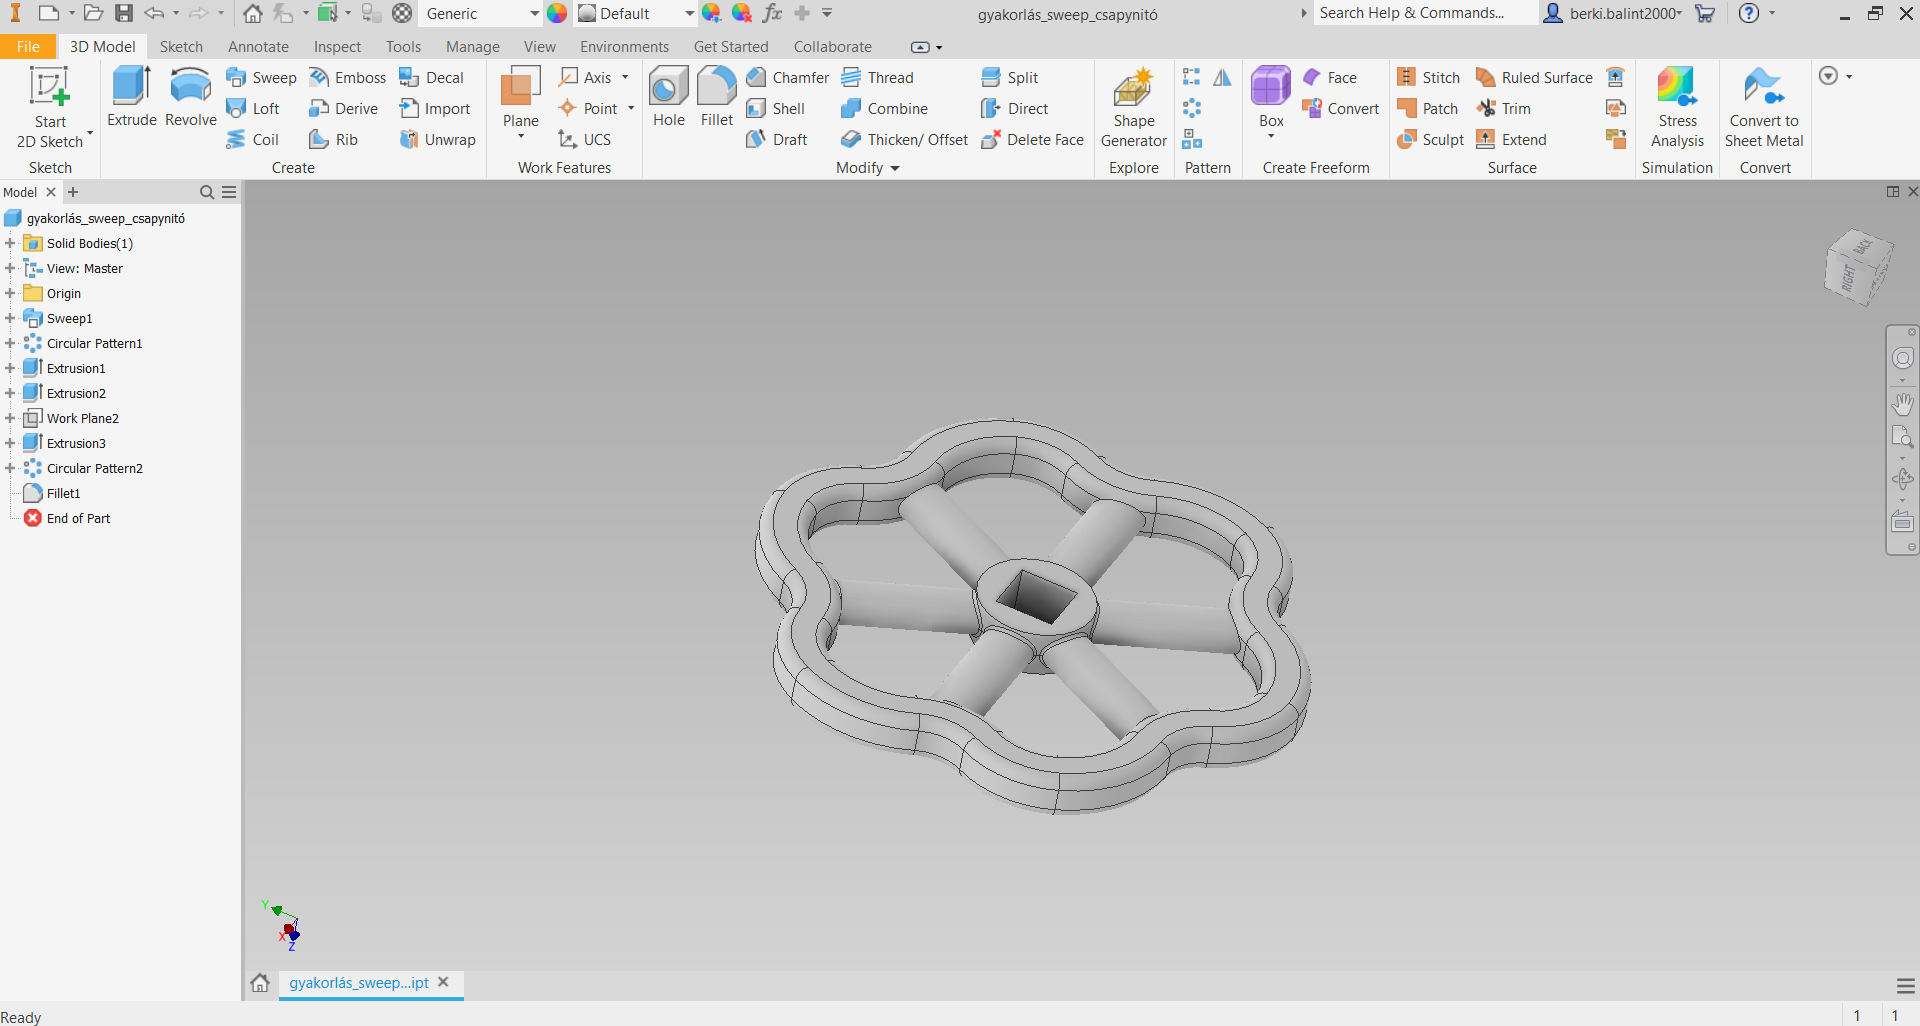 Generic
Default
fx
gyakorlás_sweep_csapynitó
Search Help & Commands...
berki.balint2000
File
3D Model
Sketch
Annotate
Inspect
Tools
Manage
View
Environments
Get Started
Collaborate
Start
2D Sketch
Sketch
Extrude
Revolve
Sweep
Loft
Coil
Emboss
Derive
Rib
Decal
Import
Unwrap
Create
Plane
Axis
Point
UCS
Work Features
Hole
Fillet
Chamfer
Shell
Draft
Thread
Combine
Thicken/ Offset
Split
Direct
Delete Face
Modify
Shape
Generator
Explore
Pattern
Box
Face
Convert
Create Freeform
Stitch
Patch
Sculpt
Ruled Surface
Trim
Extend
Surface
Stress
Analysis
Simulation
Convert to
Sheet Metal
Convert
Model
gyakorlás_sweep_csapynitó
Solid Bodies(1)
View: Master
Origin
Sweep1
Circular Pattern1
Extrusion1
Extrusion2
Work Plane2
Extrusion3
Circular Pattern2
Fillet1
End of Part
BACK
RIGHT
Y
X
Z
gyakorlás_sweep...ipt
Ready
1
1